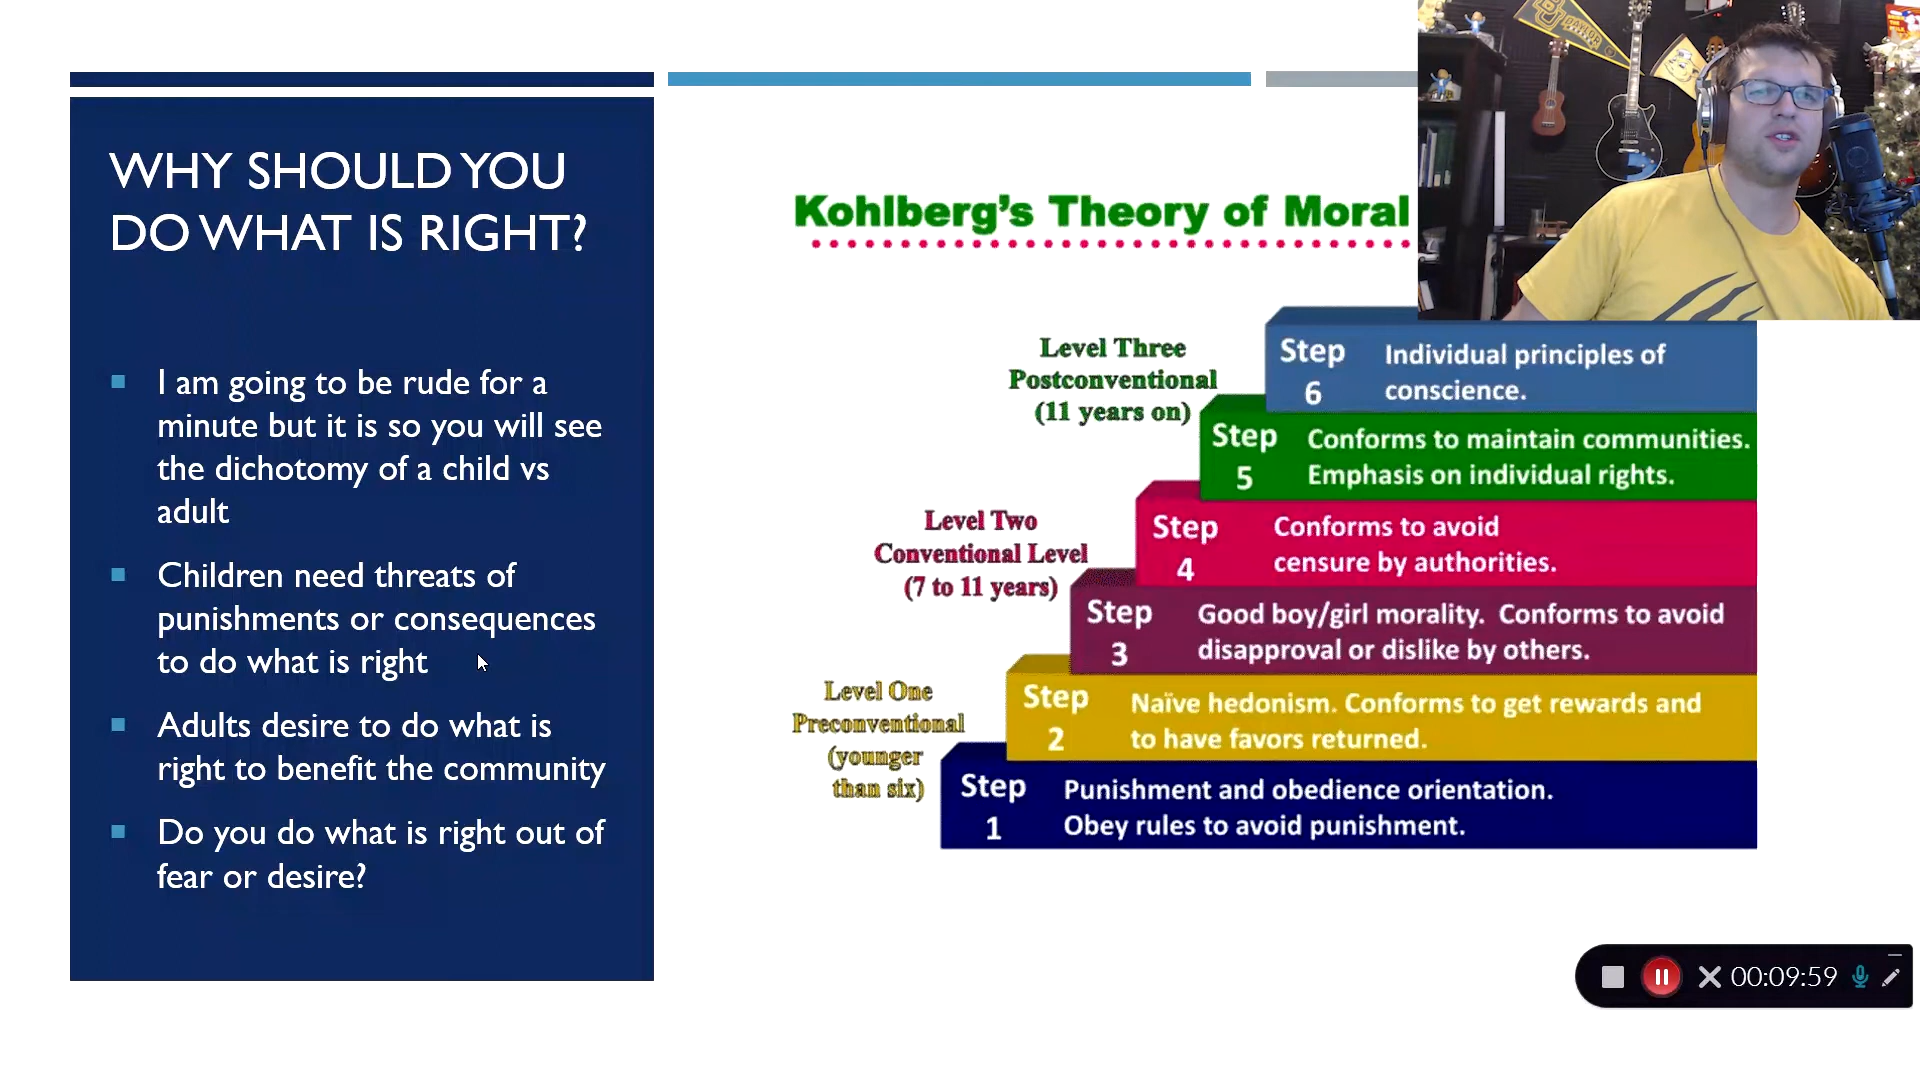 WHY SHOULD YOU
DO WHAT IS RIGHT?
I am going to be rude for a
minute but it is so you will see
the dichotomy of a child vs
adult
Children need threats of
punishments or consequences
to do what is right
Adults desire to do what is
right to benefit the community
Do you do what is right out of
fear or desire?
Kohlberg's Theory of Moral
Level Three
Postconventional
(11 years on)
Step
6
Individual principles of
conscience.
Step
5
Conforms to maintain communities.
Emphasis on individual rights.
Level Two
Conventional Level
(7 to 11 years)
Step
4
Conforms to avoid
censure by authorities.
Step
3
Good boy/girl morality. Conforms to avoid
disapproval or dislike by others.
Level One
Preconventional
(younger
than six)
Step
2
Naïve hedonism. Conforms to get rewards and
to have favors returned.
Step
1
Punishment and obedience orientation.
Obey rules to avoid punishment.
BU BAYLOR
00:09:59